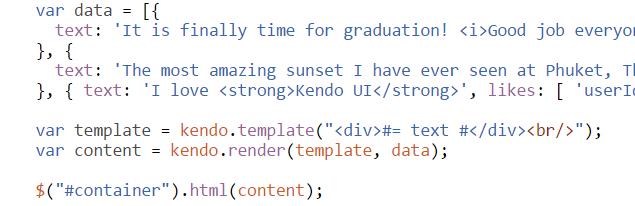 var data = [{
text: 'It is finally time for graduation! <i>Good job everyon
}, {
text: 'The most amazing sunset I have ever seen at Phuket, Th
}, { text: 'I love <strong>Kendo UI</strong>', likes: [ 'userId
var template = kendo.template("<div>#= text #</div><br/>");
var content = kendo.render(template, data);
$("#container").html(content);